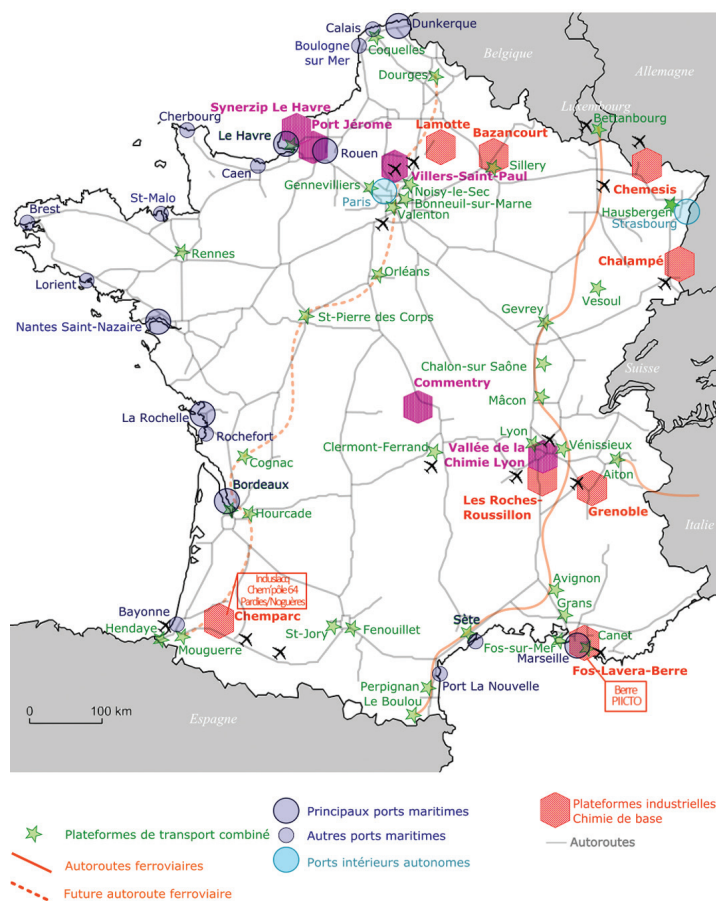 Calais
Dunkerque
Boulogne
sur Mer
Coquelles
Belgique
Dourges
Allemagne
Luxembourg
Bettanbourg
Synerzip Le Havre
Cherbourg
Port Jérome
Lamotte
Bazancourt
Le Havre
Rouen
Sillery
Caen
Villers-Saint-Paul
Chemesis
Gennevilliers
Noisy-le-Sec
St-Malo
Paris
Bonneuil-sur-Marne
Hausbergen
Brest
Valenton
Strasbourg
Rennes
Chalampé
Orléans
Lorient
Vesoul
Gevrey
Nantes Saint-Nazaire
St-Pierre des Corps
Chalon-sur Saône
Suisse
Commentry
Mâcon
La Rochelle
Rochefort
Lyon
Clermont-Ferrand
Vallée de la
Chimie Lyon
Vénissieux
Cognac
Aiton
Bordeaux
Les Roches-
Roussillon
Grenoble
Hourcade
Italie
Induslacq
Chem'pôle 64
Pardies/Noguères
Avignon
Grans
Bayonne
Chemparc
Sète
Hendaye
St-Jory
Fenouillet
Canet
Mouguerre
Fos-sur-Mer
Marseille
Fos-Lavera-Berre
Perpignan
Port La Nouvelle
Berre
PIICTO
Le Boulou
0
100 km
Espagne
Principaux ports maritimes
Plateformes industrielles
Chimie de base
Plateformes de transport combiné
Autres ports maritimes
Autoroutes
Autoroutes ferroviaires
Ports intérieurs autonomes
Future autoroute ferroviaire